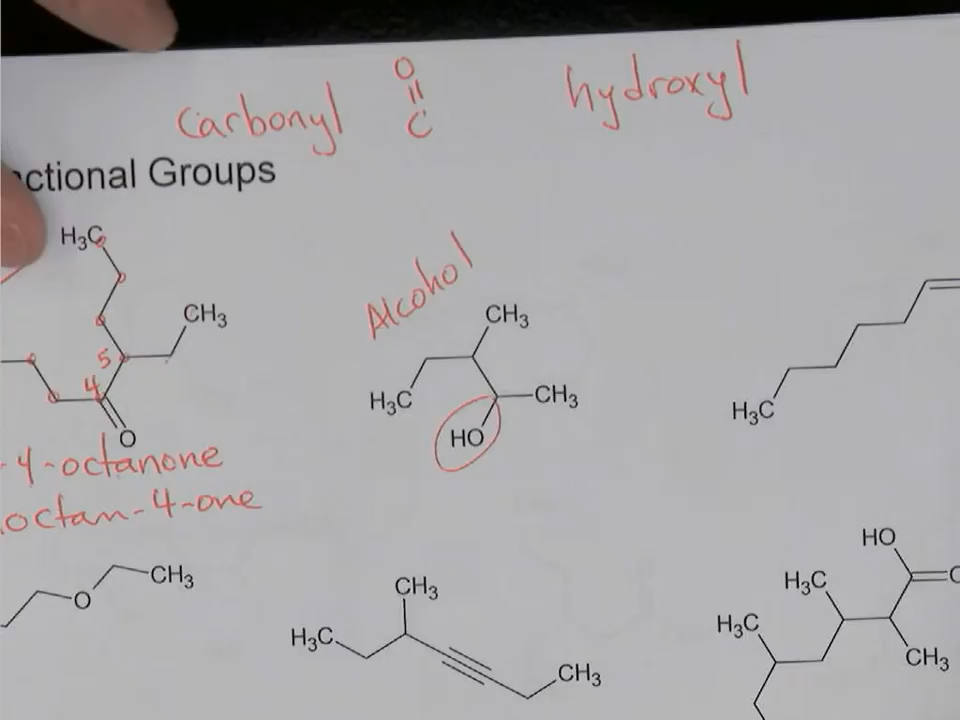 carbonyl O
C
hydroxyl
ctional Groups
H3C
CH3
5
4
O
-4-octanone
octan-4-one
Alcohol
CH3
H3C
CH3
HO
H3C
O
CH3
CH3
H3C
CH3
HO
H3C
O
H3C
CH3